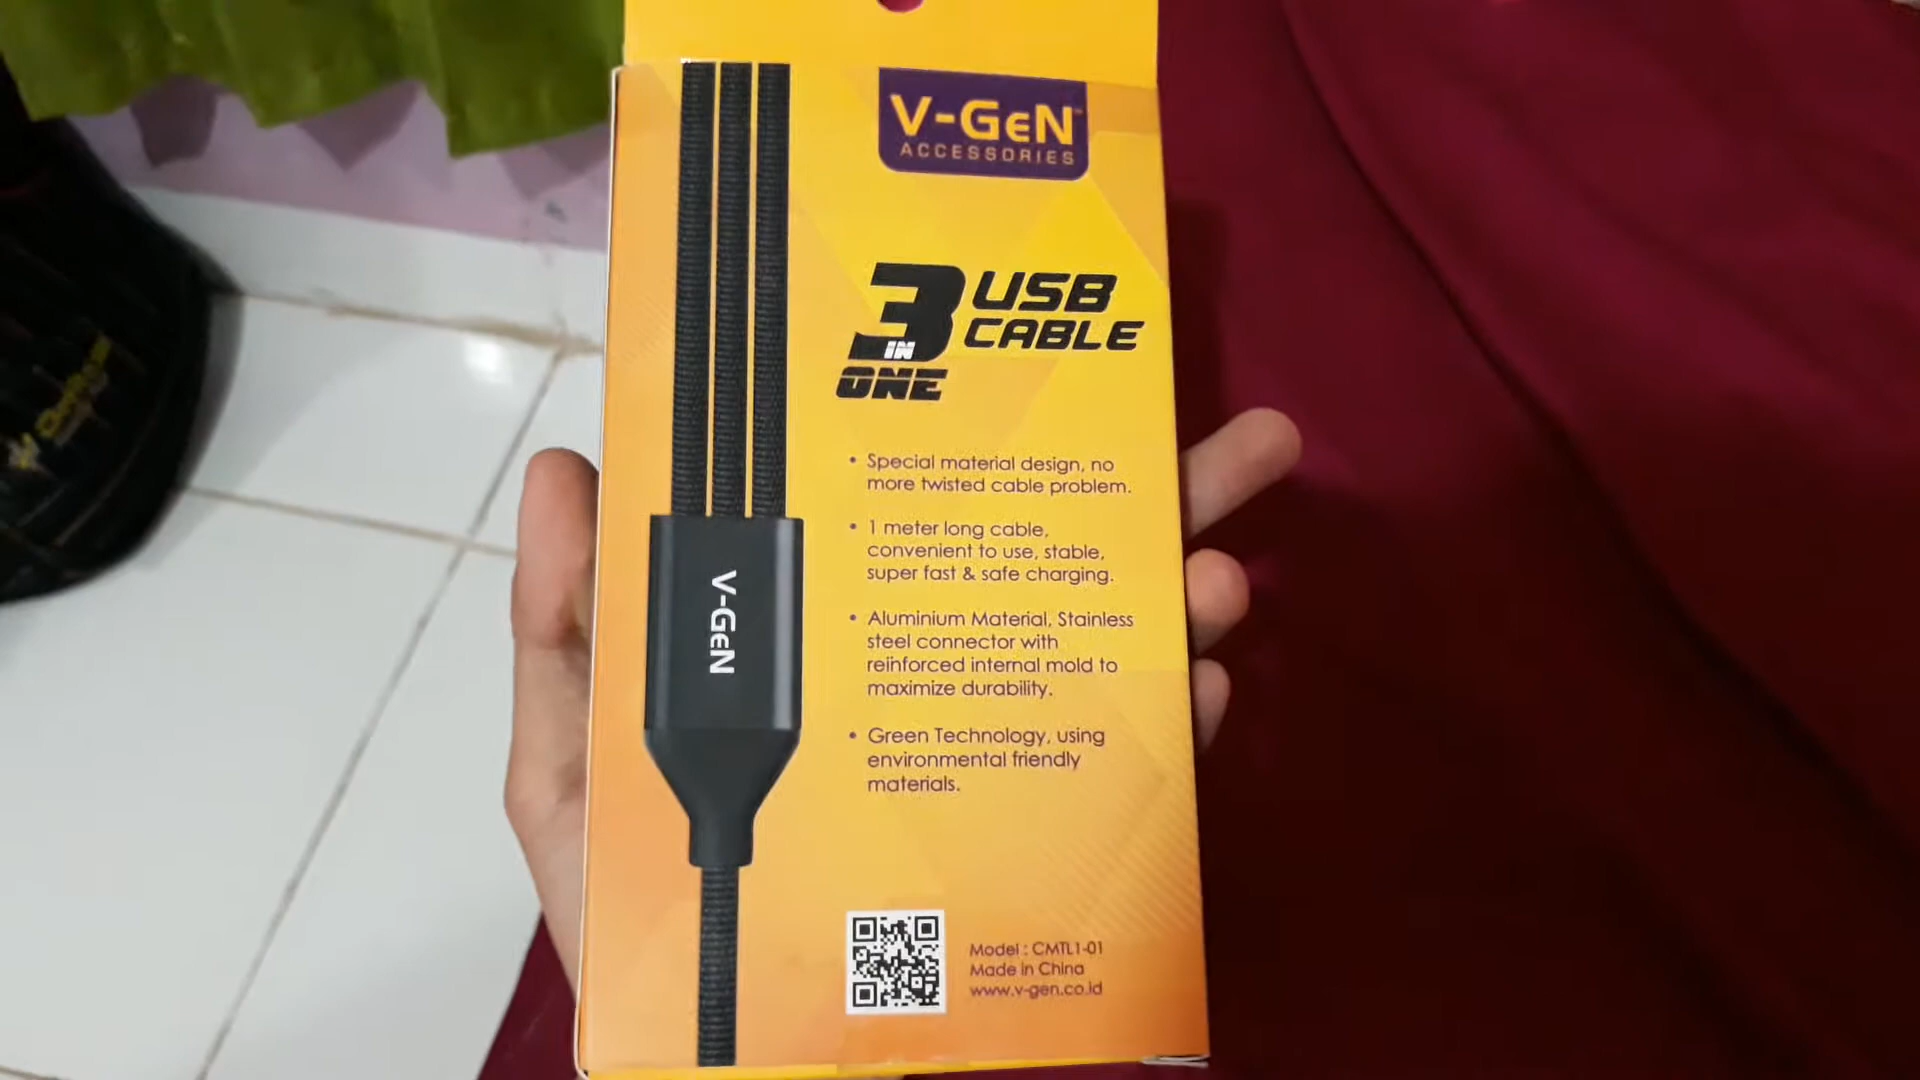 V-GeN
ACCESSORIES
3 IN ONE
USB
CABLE
• Special material design, no
more twisted cable problem.
• 1 meter long cable,
convenient to use, stable,
super fast & safe charging.
• Aluminium Material, Stainless
steel connector with
reinforced internal mold to
maximize durability.
• Green Technology, using
environmental friendly
materials.
V-GeN
Model : CMTL1-01
Made in China
www.v-gen.co.id